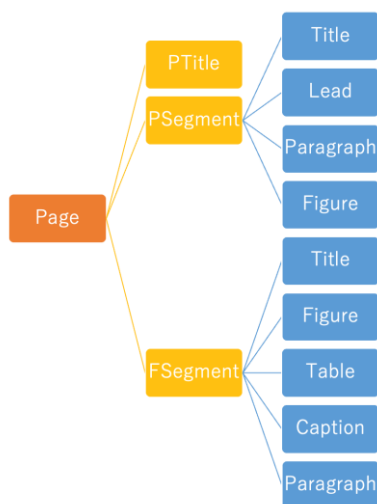 Page
PTitle
PSegment
FSegment
Title
Lead
Paragraph
Figure
Title
Figure
Table
Caption
Paragraph